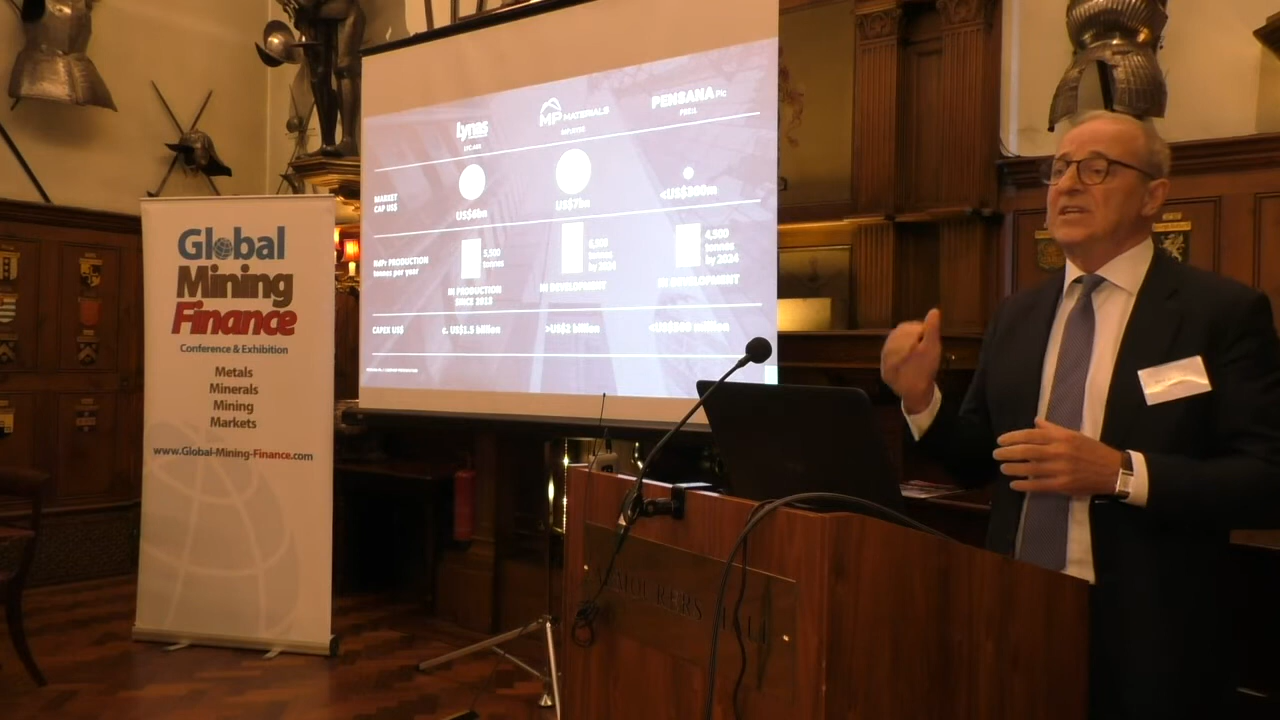 Global
Mining
Finance
Conference & Exhibition
Metals
Minerals
Mining
Markets
www.Global-Mining-Finance.com
Lynas
MP MATERIALS
PENSANA Plc
MARKET
CAP US$
US$6bn
US$7bn
<US$300m
PRODUCTION
tonnes per year
5,500
tonnes
6,500
tonnes
by 2024
4,500
tonnes
by 2024
IN PRODUCTION
SINCE 2013
IN DEVELOPMENT
IN DEVELOPMENT
CAPEX US$
c. US$1.5 billion
>US$2 billion
<US$500 million
ARMOURERS HALL